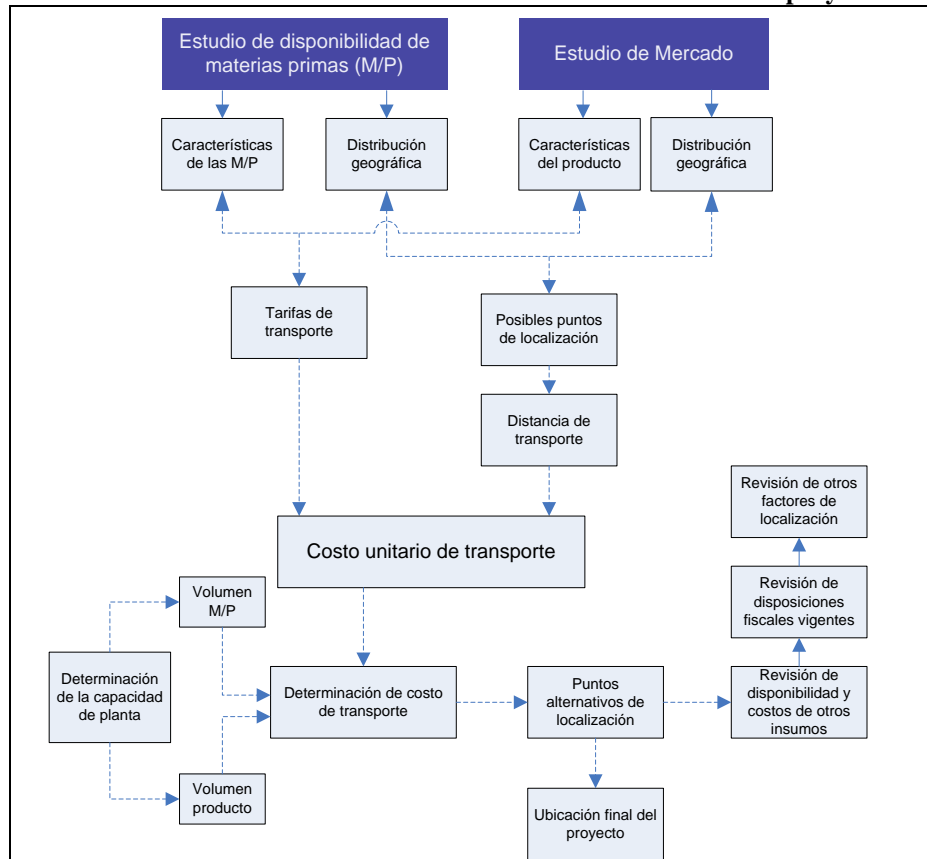 proy
Estudio de disponibilidad de
materias primas (M/P)
Estudio de Mercado
Características
de las M/P
Distribución
geográfica
Características
del producto
Distribución
geográfica
Tarifas de
transporte
Posibles puntos
de localización
Distancia de
transporte
Revisión de otros
factores de
localización
Costo unitario de transporte
Revisión de
disposiciones
fiscales vigentes
Volumen
M/P
Determinación
de la capacidad
de planta
Determinación de costo
de transporte
Puntos
alternativos de
localización
Revisión de
disponibilidad y
costos de otros
insumos
Volumen
producto
Ubicación final del
proyecto